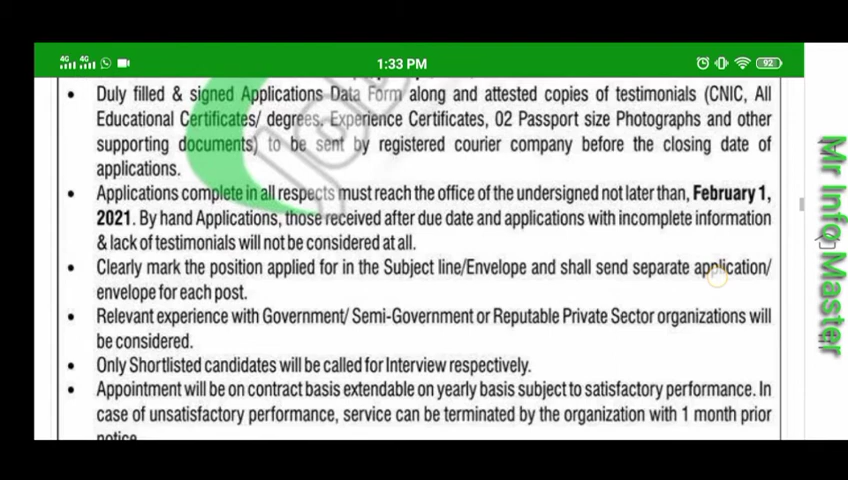 1:33 PM
92
Duly filled & signed Applications Data Form along and attested copies of testimonials (CNIC, All
Educational Certificates/ degrees, Experience Certificates, 02 Passport size Photographs and other
supporting documents) to be sent by registered courier company before the closing date of
applications.
Applications complete in all respects must reach the office of the undersigned not later than, February 1,
2021. By hand Applications, those received after due date and applications with incomplete information
& lack of testimonials will not be considered at all.
Clearly mark the position applied for in the Subject line/Envelope and shall send separate application/
envelope for each post.
Relevant experience with Government/ Semi-Government or Reputable Private Sector organizations will
be considered.
Only Shortlisted candidates will be called for Interview respectively.
Appointment will be on contract basis extendable on yearly basis subject to satisfactory performance. In
case of unsatisfactory performance, service can be terminated by the organization with 1 month prior
notice
Mr Info Master